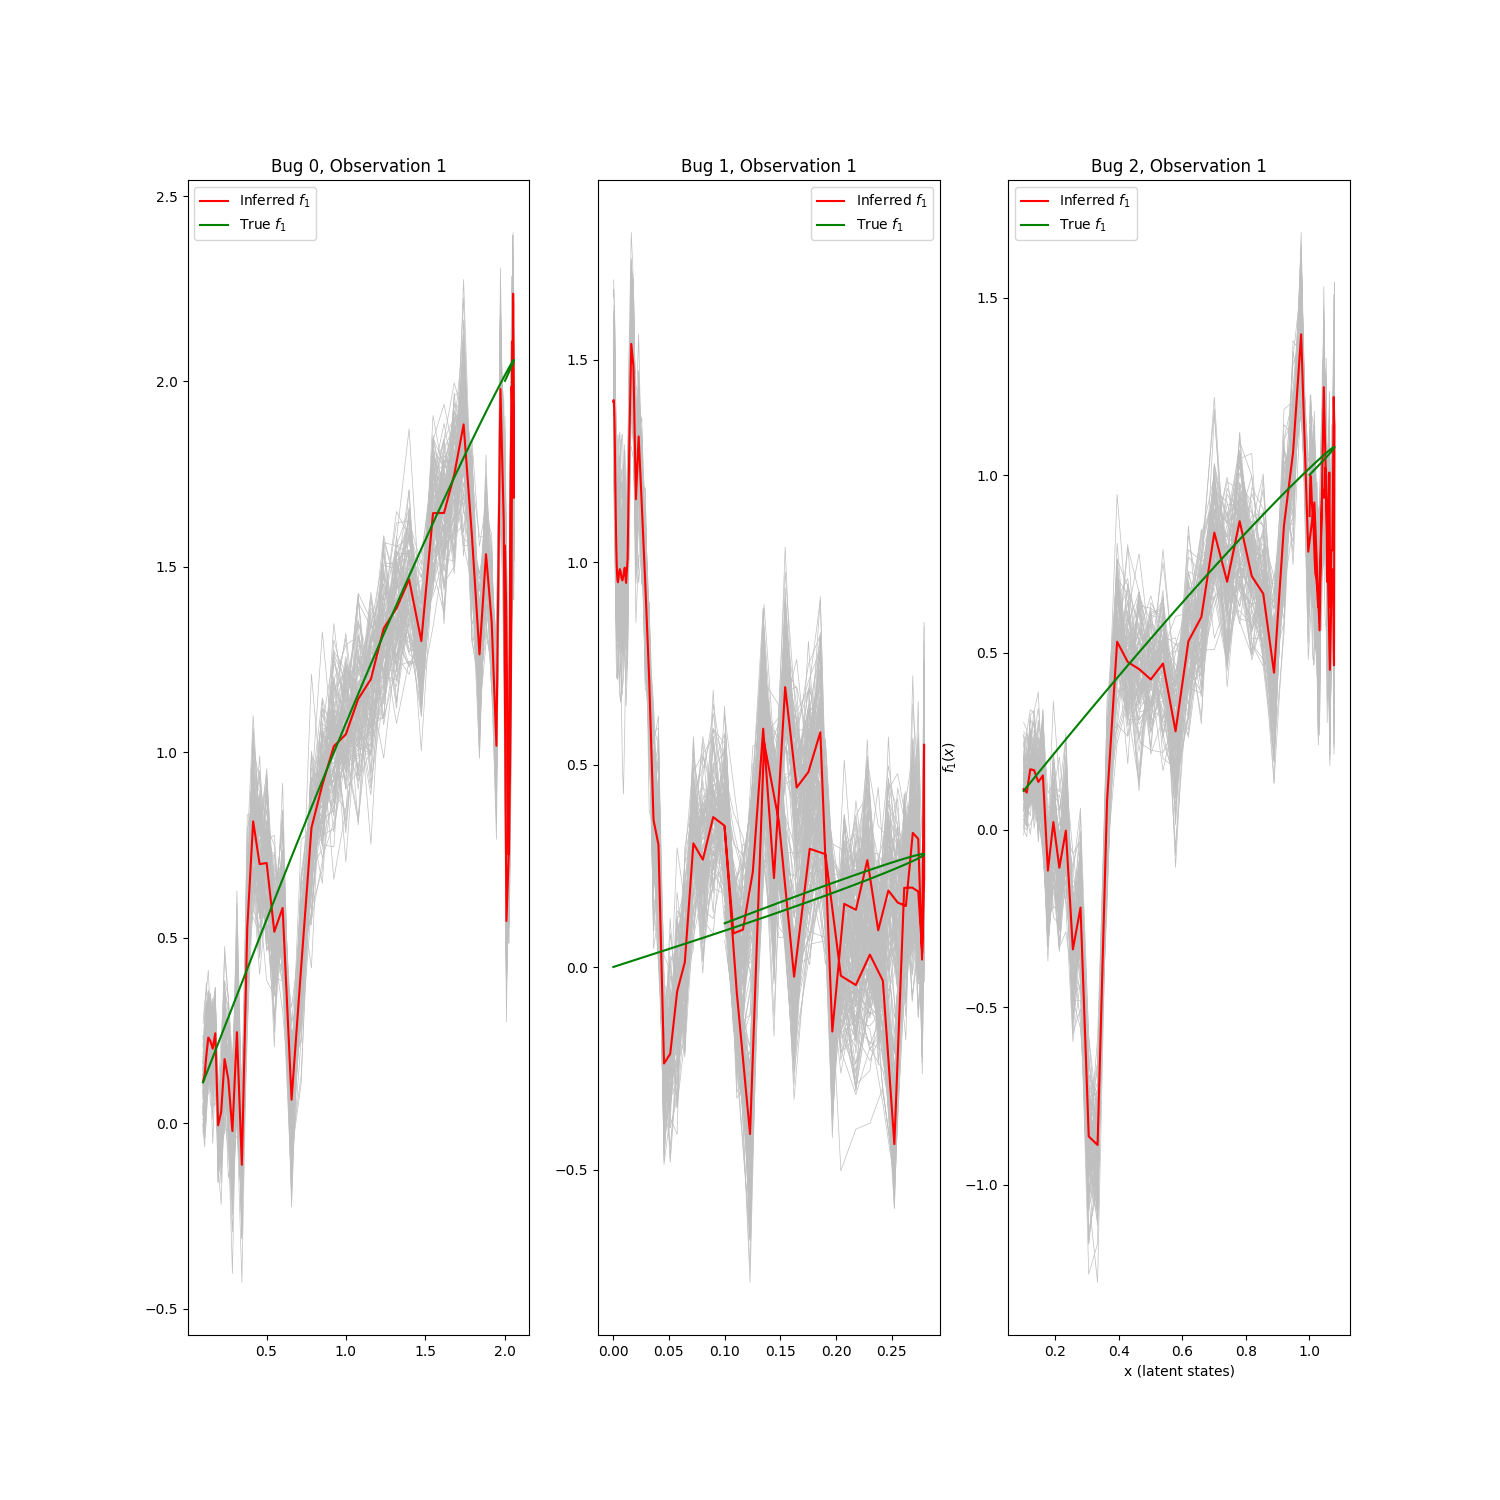 Bug 0, Observation 1
Inferred f₁
True f₁
2.5
2.0
1.5
1.0
0.5
0.0
−0.5
0.5 1.0 1.5 2.0
Bug 1, Observation 1
Inferred f₁
True f₁
1.5
1.0
0.5
0.0
−0.5
0.00 0.05 0.10 0.15 0.20 0.25
Bug 2, Observation 1
Inferred f₁
True f₁
f₁(x)
1.5
1.0
0.5
0.0
−0.5
−1.0
0.2 0.4 0.6 0.8 1.0
x (latent states)